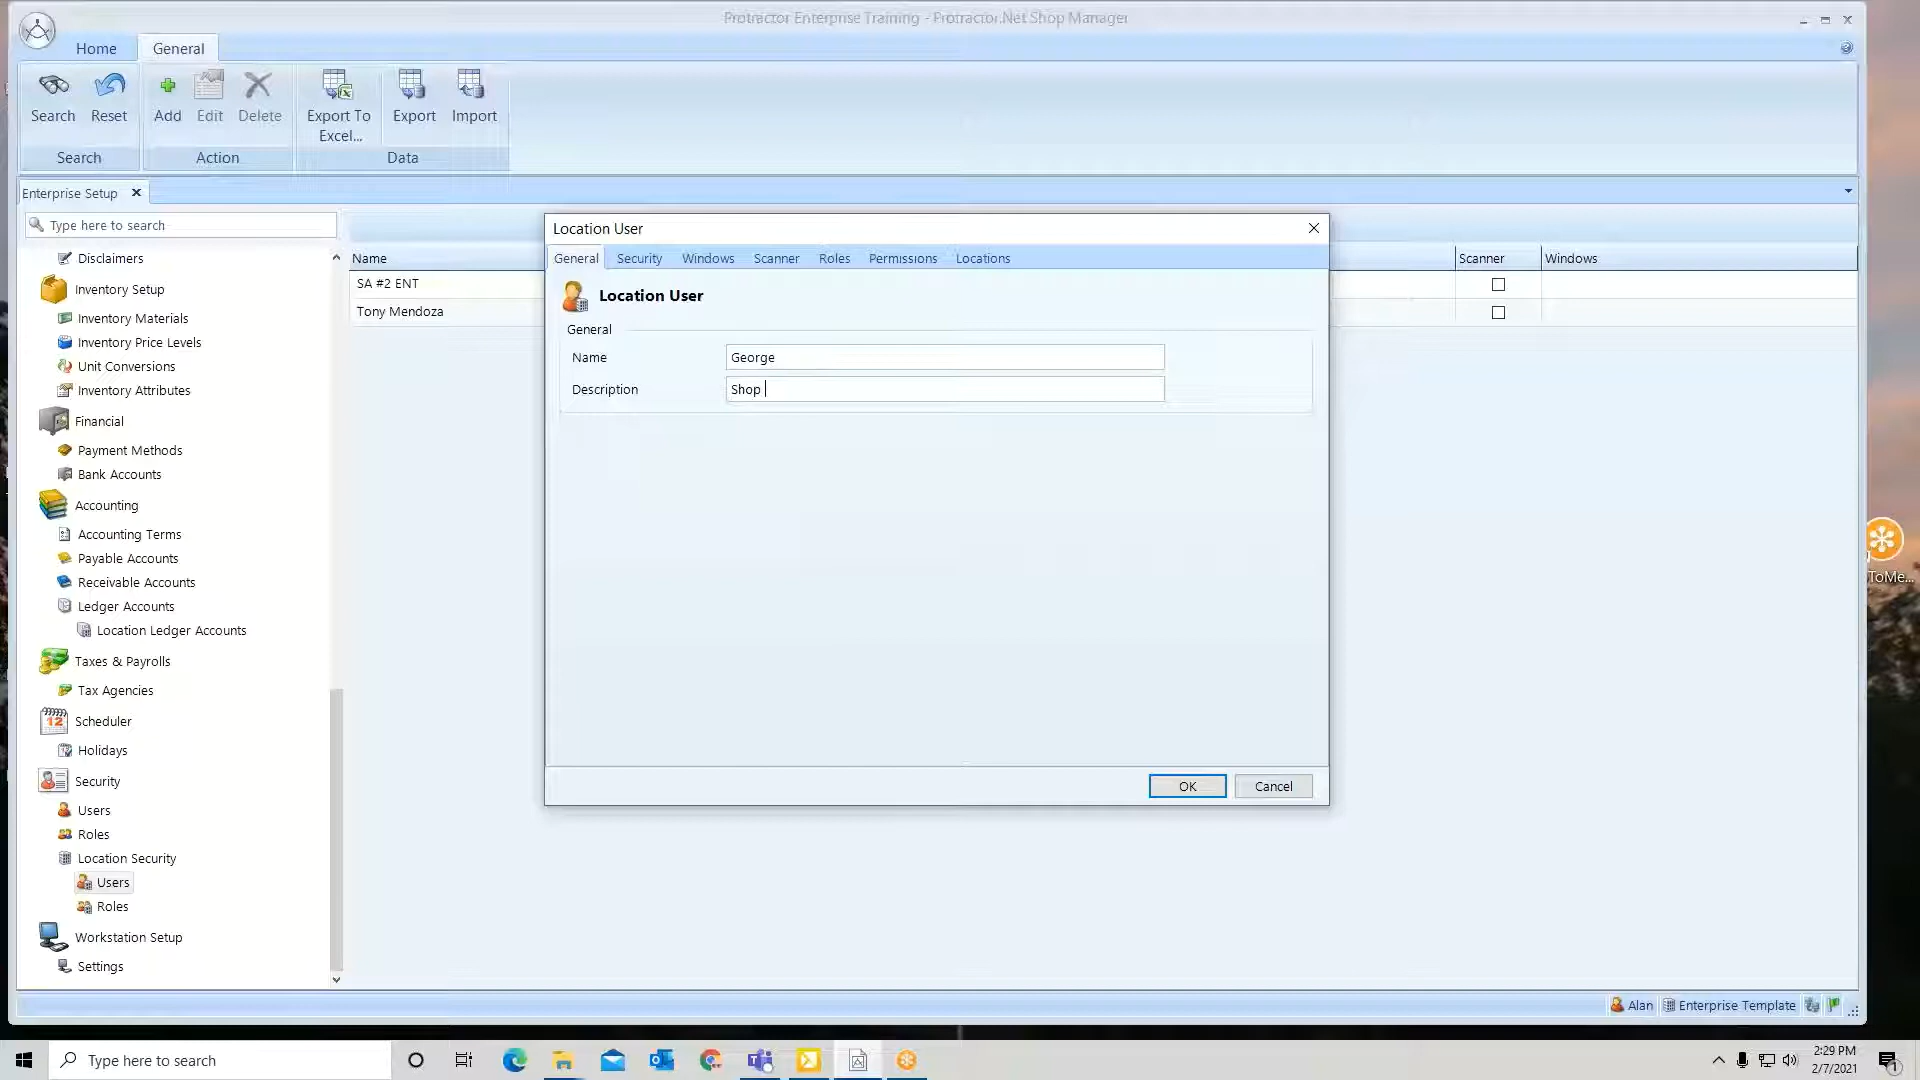 Protractor Enterprise Training - Protractor.Net Shop Manager
Home
General
Search
Reset
Add
Edit
Delete
Export To
Excel...
Export
Import
Search
Action
Data
Enterprise Setup
Type here to search
Disclaimers
Inventory Setup
Inventory Materials
Inventory Price Levels
Unit Conversions
Inventory Attributes
Financial
Payment Methods
Bank Accounts
Accounting
Accounting Terms
Payable Accounts
Receivable Accounts
Ledger Accounts
Location Ledger Accounts
Taxes & Payrolls
Tax Agencies
12
Scheduler
Holidays
Security
Users
Roles
Location Security
Users
Roles
Workstation Setup
Settings
Name
Scanner
Windows
SA #2 ENT
Tony Mendoza
Location User
General
Security
Windows
Scanner
Roles
Permissions
Locations
Location User
General
Name
George
Description
Shop
OK
Cancel
ToMe...
Alan
Enterprise Template
Type here to search
2:29 PM
2/7/2021
1